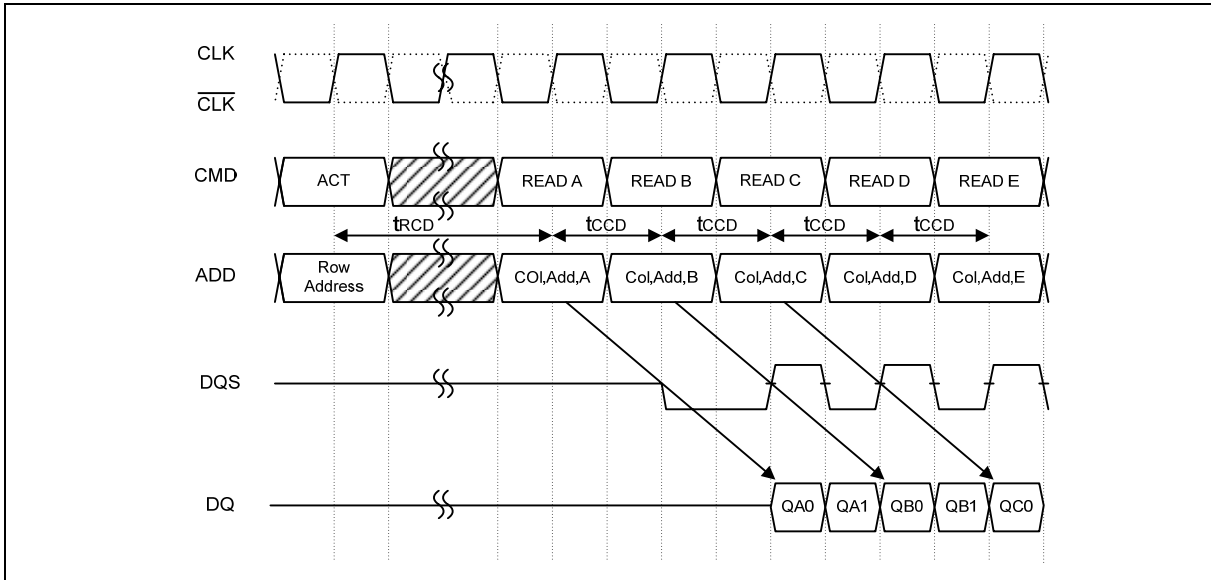 CLK
CLK
CMD
ACT
READ A
READ B
READ C
READ D
READ E
tRCD
tCCD
tCCD
tCCD
tCCD
ADD
Row
Address
COl,Add,A
Col,Add,B
Col,Add,C
Col,Add,D
Col,Add,E
DQS
DQ
QA0
QA1
QB0
QB1
QC0